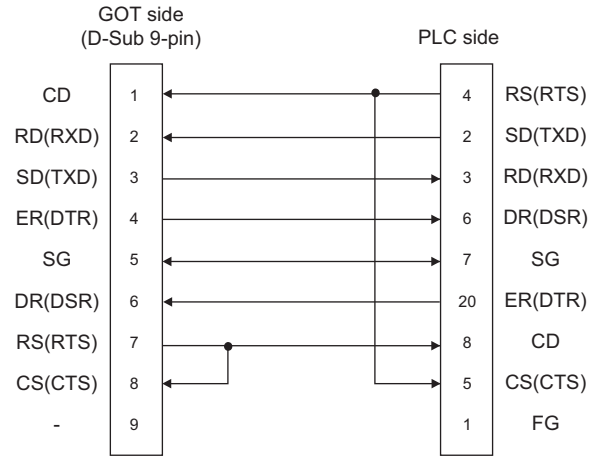 GOT side
(D-Sub 9-pin)
PLC side
CD 1 4 RS(RTS)
RD(RXD) 2 2 SD(TXD)
SD(TXD) 3 3 RD(RXD)
ER(DTR) 4 6 DR(DSR)
SG 5 7 SG
DR(DSR) 6 20 ER(DTR)
RS(RTS) 7 8 CD
CS(CTS) 8 5 CS(CTS)
- 9 1 FG